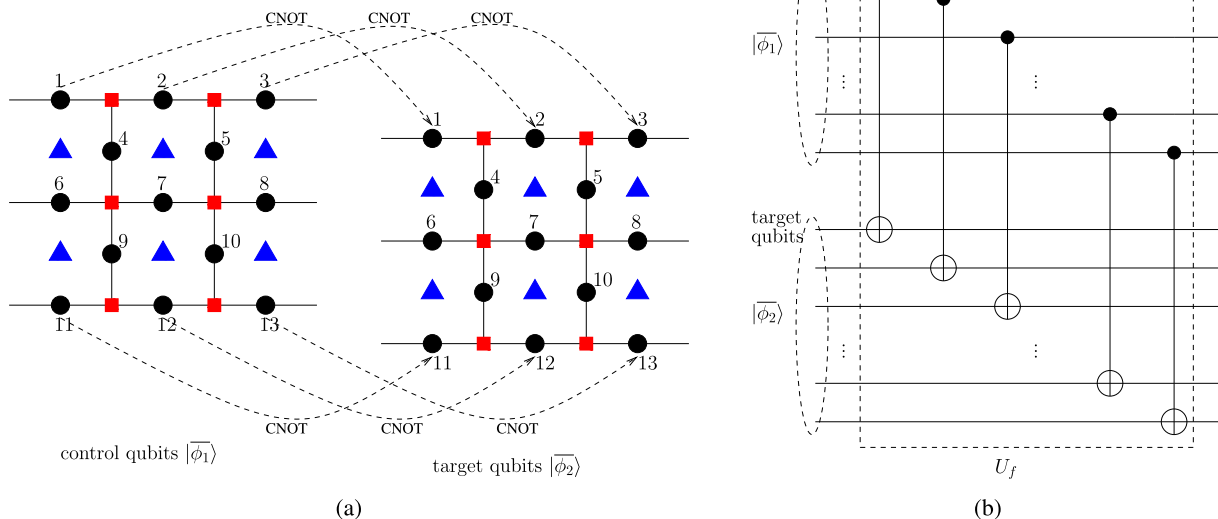 CNOT CNOT CNOT
1 2 3
4 5
6 7 8
9 10
11 12 13
1 2 3
4 5
6 7 8
9 10
11 12 13
CNOT CNOT CNOT
control qubits |ϕ̅₁⟩
target qubits |ϕ̅₂⟩
(a)
|ϕ̅₁⟩
⋮ ⋮
target
qubits
|ϕ̅₂⟩
⋮ ⋮
U_f
(b)